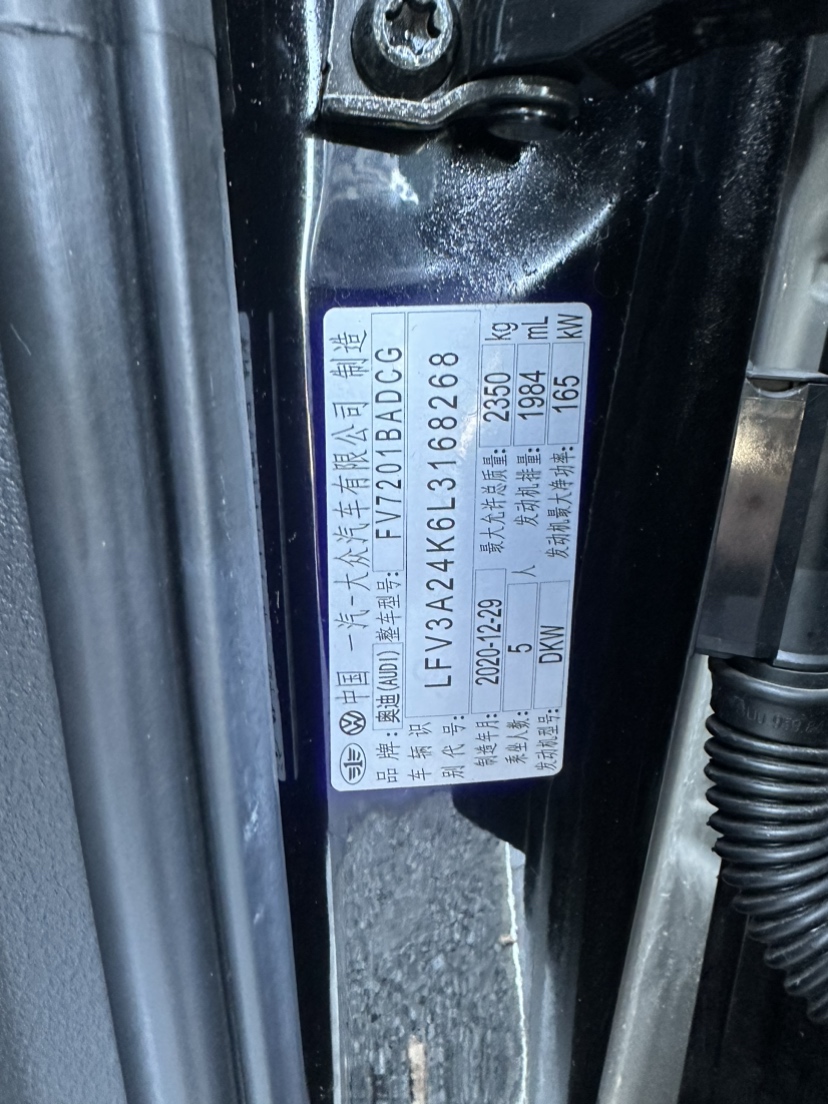 中国 一汽-大众汽车有限公司 制造
品牌: 奥迪(AUDI) 整车型号: FV7201BADCG
车辆识别代号: LFV3A24K6L3168268
制造年月: 2020-12-29 最大允许总质量: 2350 kg
乘坐人数: 5 人 发动机排量: 1984 mL
发动机型号: DKW 发动机最大净功率: 165 kW